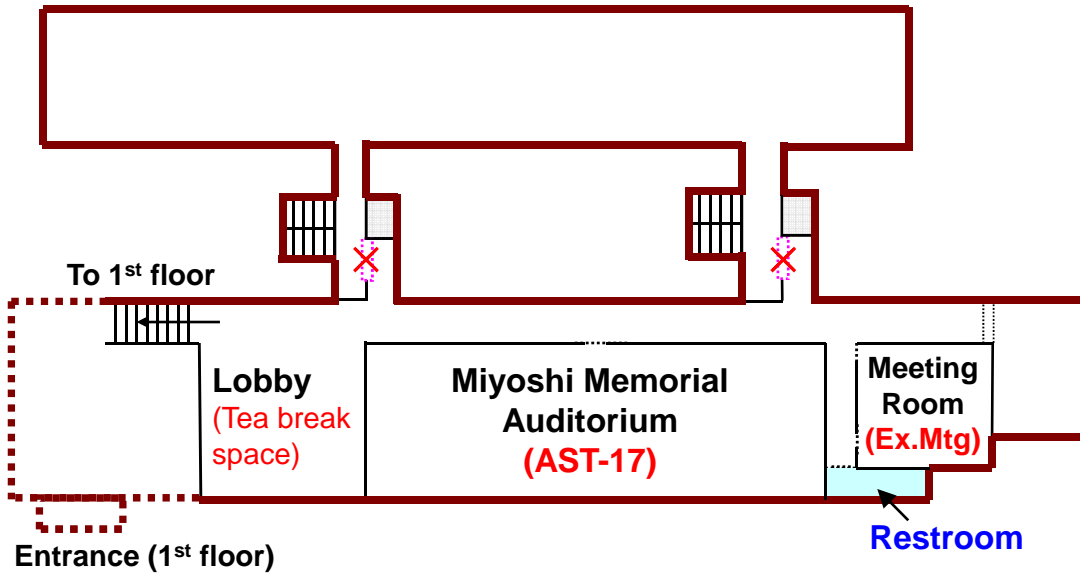 To 1st floor
Lobby
(Tea break
space)
Miyoshi Memorial
Auditorium
(AST-17)
Meeting
Room
(Ex.Mtg)
Restroom
Entrance (1st floor)